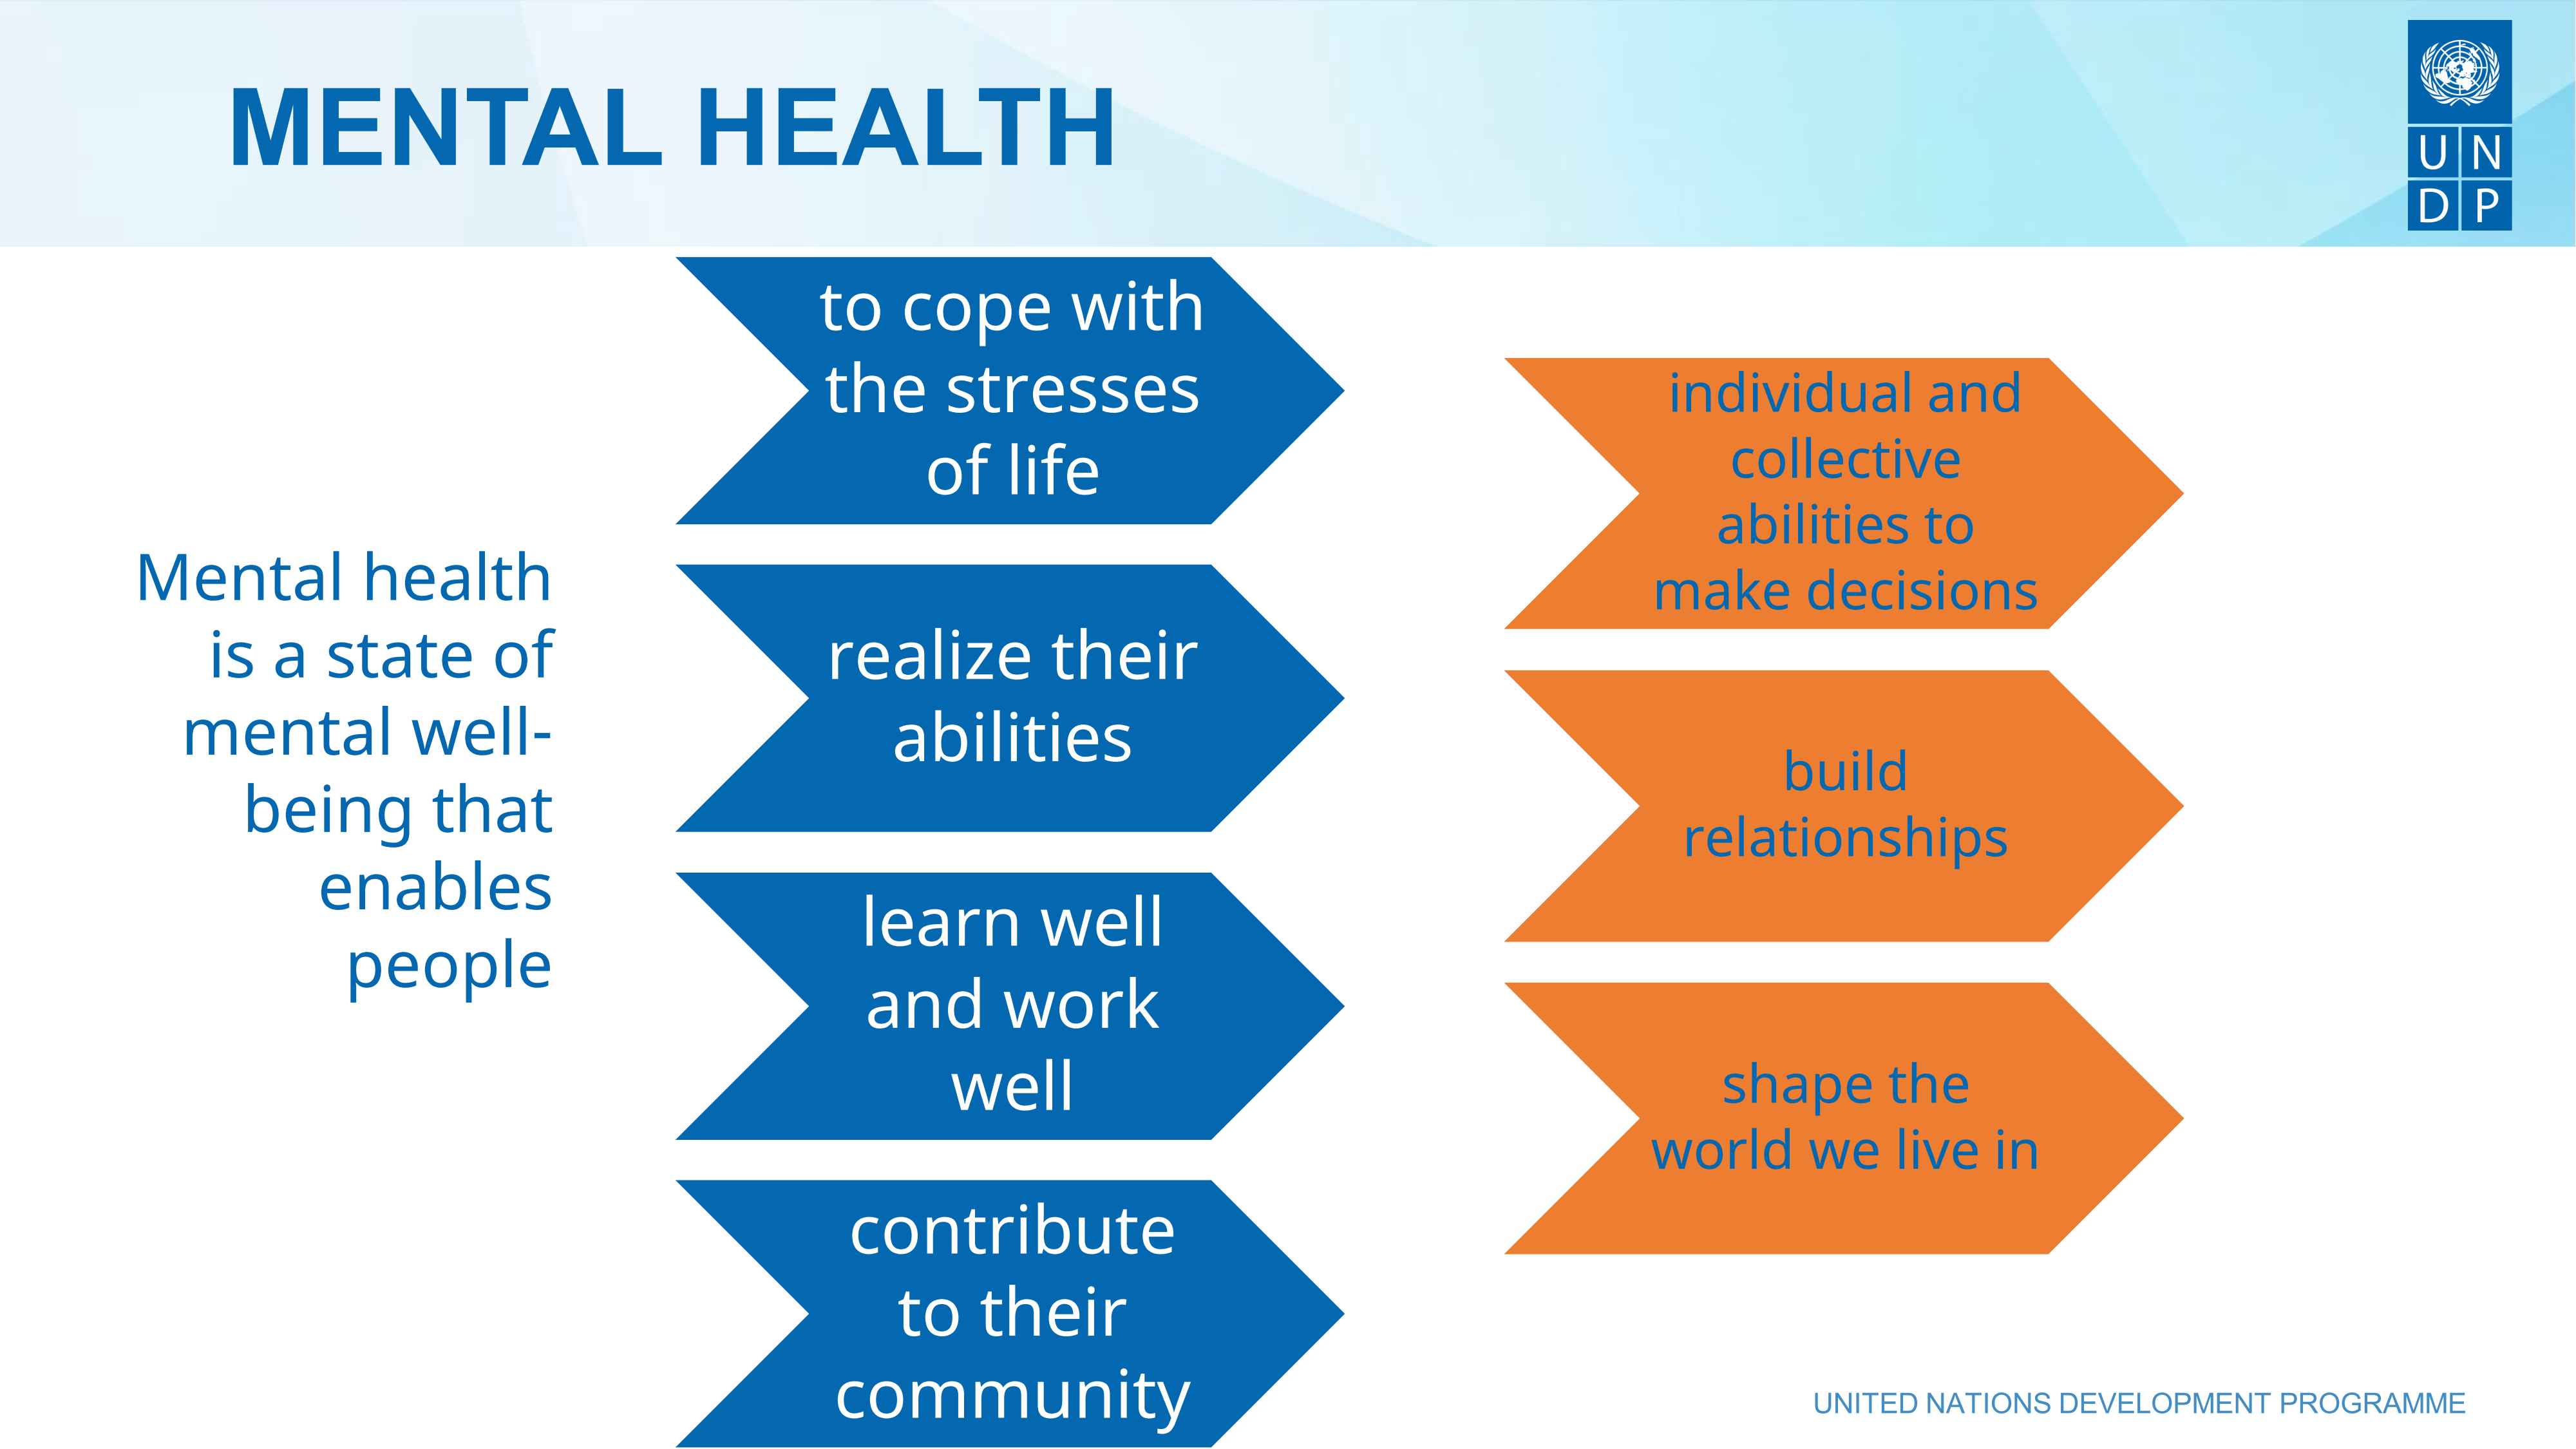 MENTAL HEALTH
U N
D P
Mental health
is a state of
mental well-
being that
enables
people
to cope with
the stresses
of life
realize their
abilities
learn well
and work
well
contribute
to their
community
individual and
collective
abilities to
make decisions
build
relationships
shape the
world we live in
UNITED NATIONS DEVELOPMENT PROGRAMME